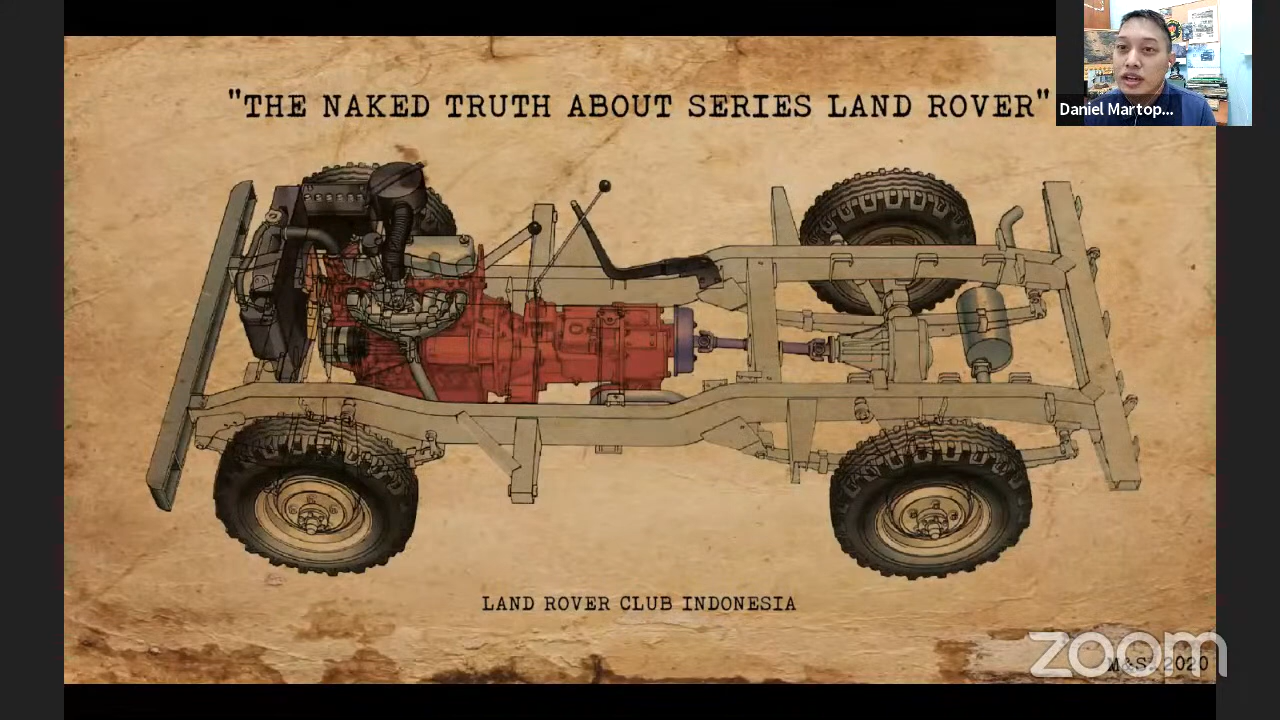 "THE NAKED TRUTH ABOUT SERIES LAND ROVER"
Daniel Martop...
LAND ROVER CLUB INDONESIA
zoom
2020